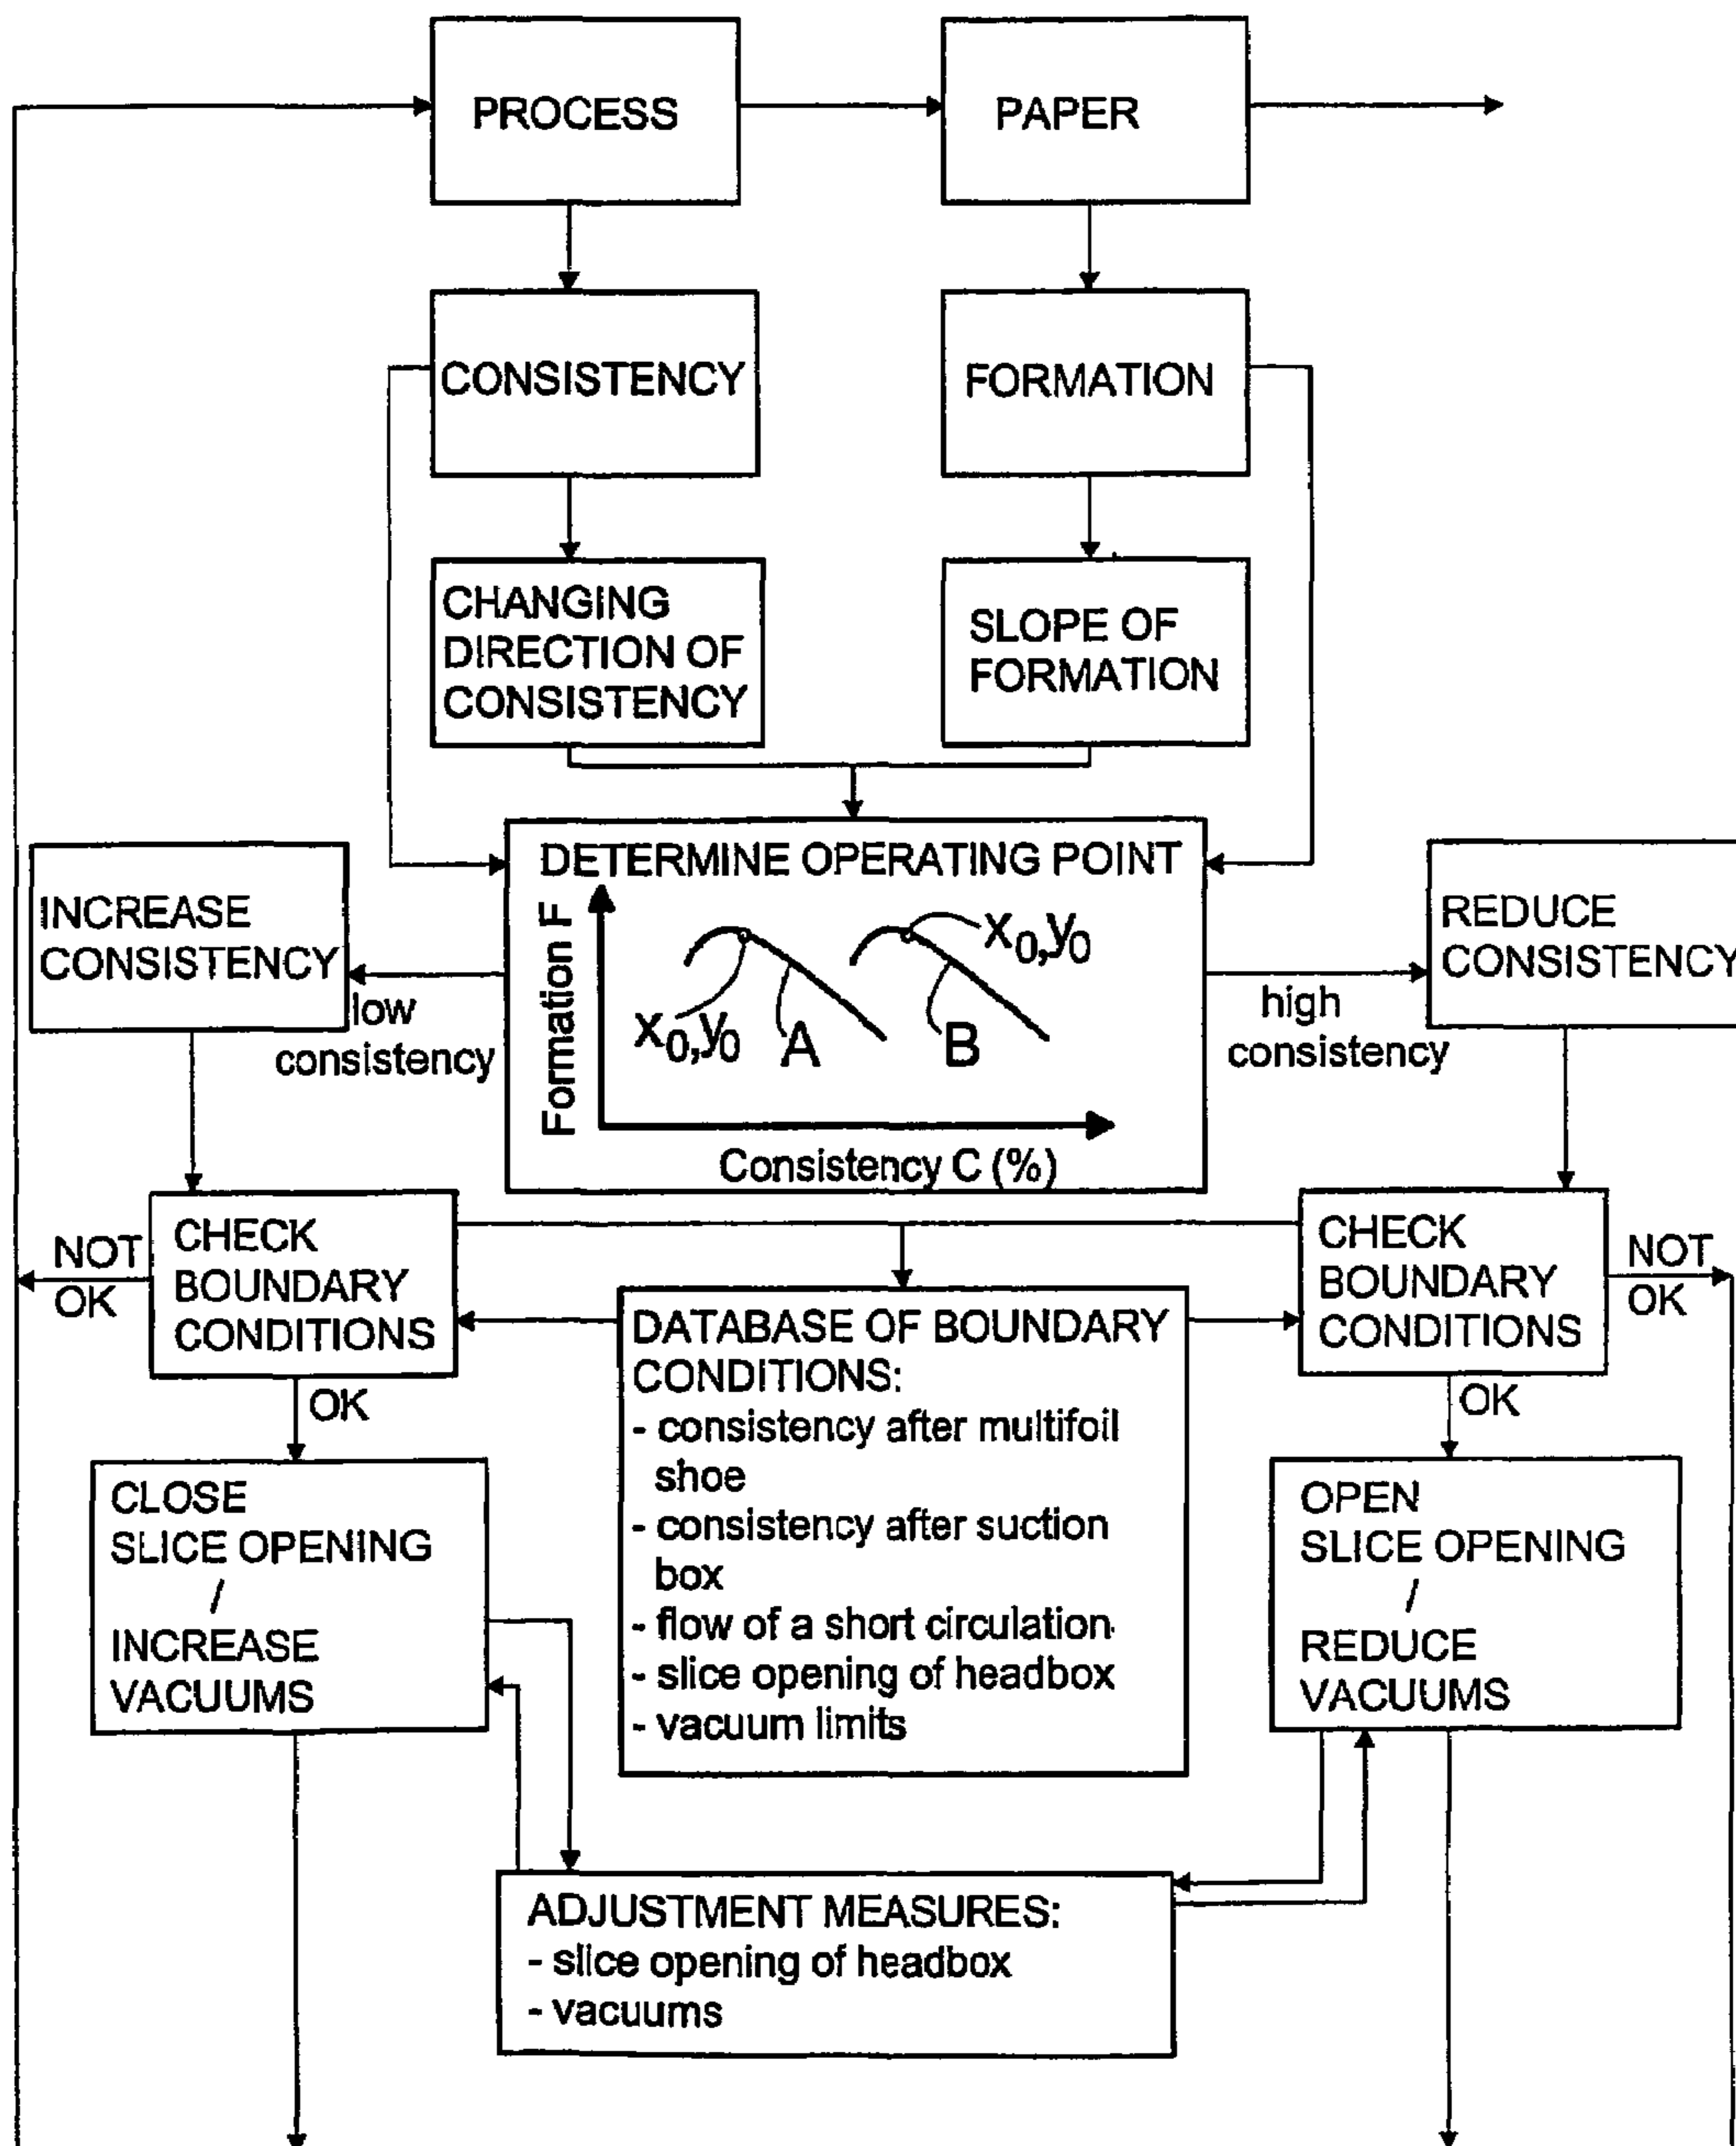 PROCESS
PAPER
CONSISTENCY
FORMATION
CHANGING
DIRECTION OF
CONSISTENCY
SLOPE OF
FORMATION
INCREASE
CONSISTENCY
low
consistency
DETERMINE OPERATING POINT
Formation F
x0,y0
A
x0,y0
B
Consistency C (%)
high
consistency
REDUCE
CONSISTENCY
NOT
OK
CHECK
BOUNDARY
CONDITIONS
OK
DATABASE OF BOUNDARY
CONDITIONS:
- consistency after multifoil
shoe
- consistency after suction
box
- flow of a short circulation
- slice opening of headbox
- vacuum limits
CHECK
BOUNDARY
CONDITIONS
NOT
OK
OK
CLOSE
SLICE OPENING
/
INCREASE
VACUUMS
OPEN
SLICE OPENING
/
REDUCE
VACUUMS
ADJUSTMENT MEASURES:
- slice opening of headbox
- vacuums